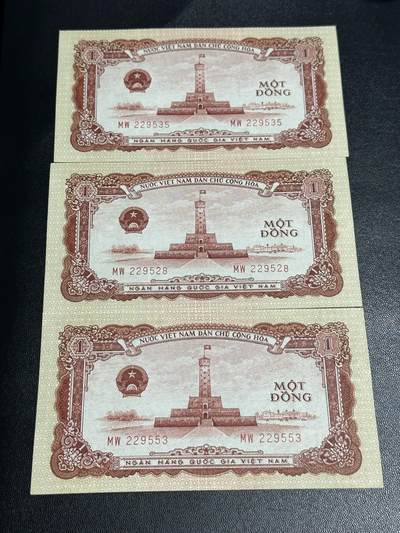 NƯỚC VIỆT NAM DÂN CHỦ CỘNG HÒA
1 1
MỘT
ĐỒNG
MW 229535 MW 229535
NGÂN HÀNG QUỐC GIA VIỆT NAM
NƯỚC VIỆT NAM DÂN CHỦ CỘNG HÒA
1 1
MỘT
ĐỒNG
MW 229528 MW 229528
NGÂN HÀNG QUỐC GIA VIỆT NAM
NƯỚC VIỆT NAM DÂN CHỦ CỘNG HÒA
1 1
MỘT
ĐỒNG
MW 229553 MW 229553
NGÂN HÀNG QUỐC GIA VIỆT NAM